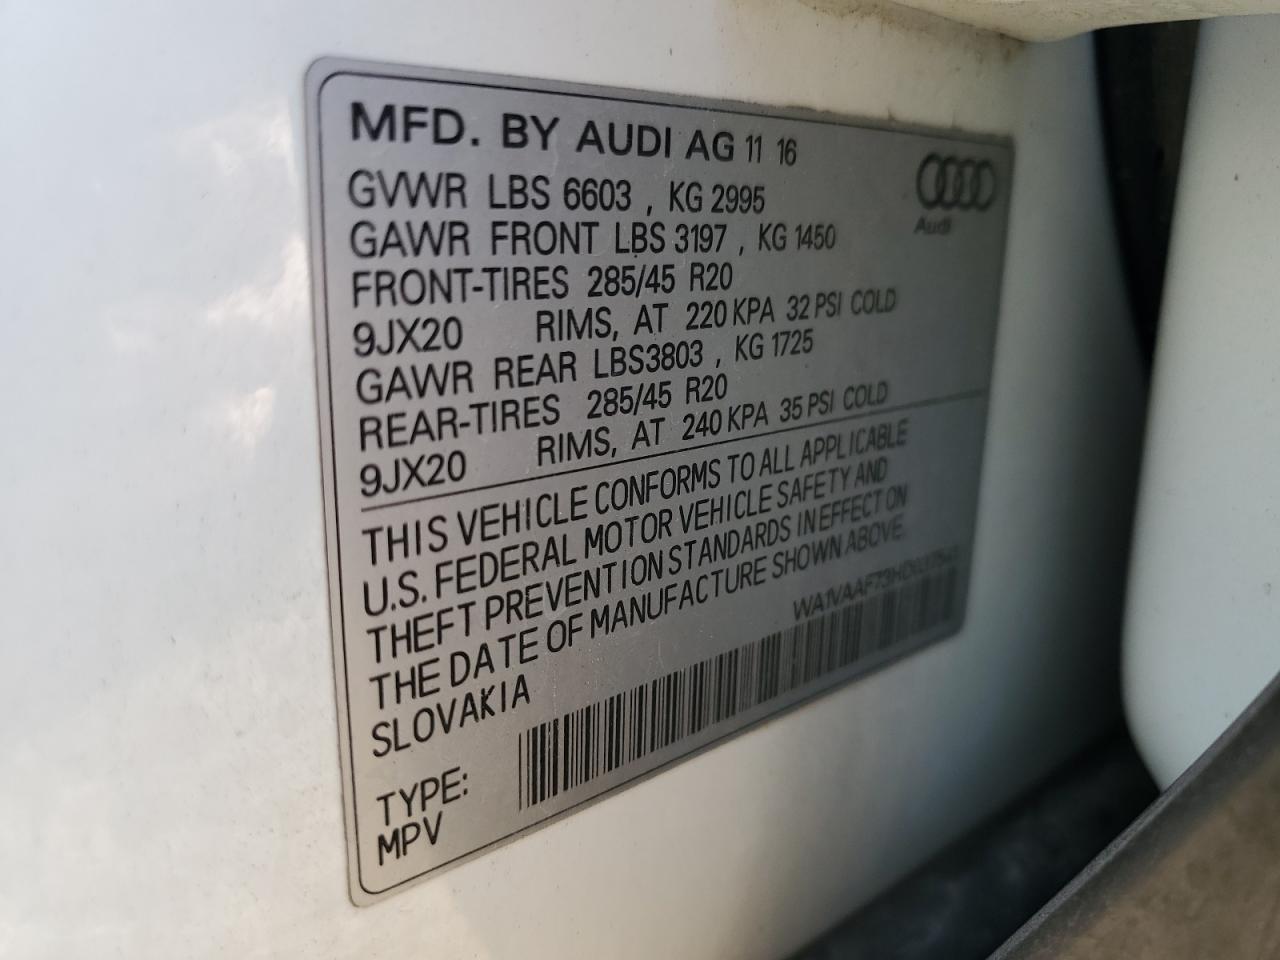 MFD. BY AUDI AG 11 16
Audi
GVWR LBS 6603 , KG 2995
GAWR FRONT LBS 3197 , KG 1450
FRONT-TIRES 285/45 R20
9JX20 RIMS, AT 220 KPA 32 PSI COLD
GAWR REAR LBS3803 , KG 1725
REAR-TIRES 285/45 R20
9JX20 RIMS, AT 240 KPA 35 PSI COLD
THIS VEHICLE CONFORMS TO ALL APPLICABLE
U.S. FEDERAL MOTOR VEHICLE SAFETY AND
THEFT PREVENTION STANDARDS IN EFFECT ON
THE DATE OF MANUFACTURE SHOWN ABOVE.
SLOVAKIA
TYPE:
MPV